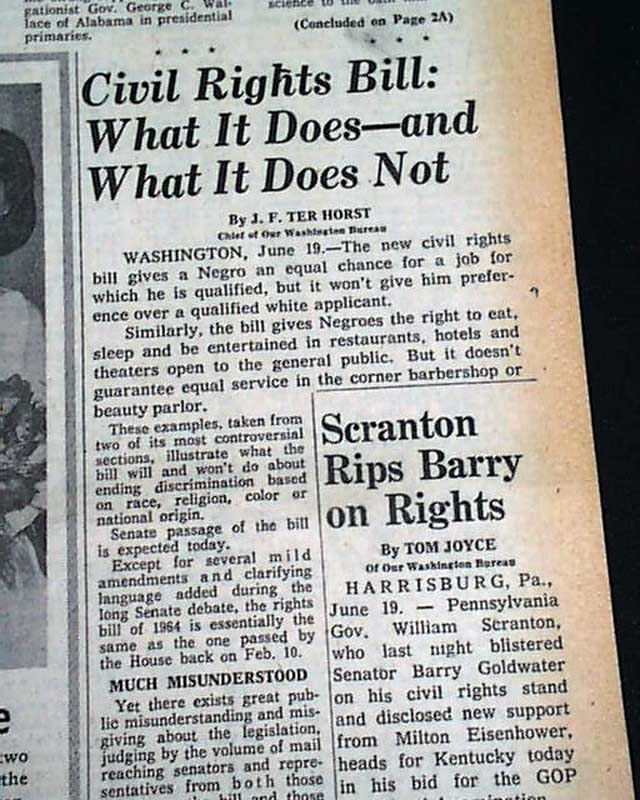 gationist Gov. George C. Wal-
lace of Alabama in presidential
primaries.
(Concluded on Page 2A)
* * *
* * *
Civil Rights Bill:
What It Does—and
What It Does Not
By J. F. TER HORST
Chief of Our Washington Bureau
WASHINGTON, June 19.—The new civil rights
bill gives a Negro an equal chance for a job for
which he is qualified, but it won't give him prefer-
ence over a qualified white applicant.
Similarly, the bill gives Negroes the right to eat,
sleep and be entertained in restaurants, hotels and
theaters open to the general public. But it doesn't
guarantee equal service in the corner barbershop or
beauty parlor.
These examples, taken from
two of its most controversial
sections, illustrate what the
bill will and won't do about
ending discrimination based
on race, religion, color or
national origin.
Senate passage of the bill
is expected today.
Except for several mild
amendments and clarifying
language added during the
long Senate debate, the rights
bill of 1964 is essentially the
same as the one passed by
the House back on Feb. 10.
MUCH MISUNDERSTOOD
Yet there exists great pub-
lic misunderstanding and mis-
giving about the legislation,
judging by the volume of mail
reaching senators and repre-
sentatives from both those
bill and those
Scranton
Rips Barry
on Rights
By TOM JOYCE
Of Our Washington Bureau
HARRISBURG, Pa.,
June 19. — Pennsylvania
Gov. William Scranton,
who last night blistered
Senator Barry Goldwater
on his civil rights stand
and disclosed new support
from Milton Eisenhower,
heads for Kentucky today
in his bid for the GOP
two
the